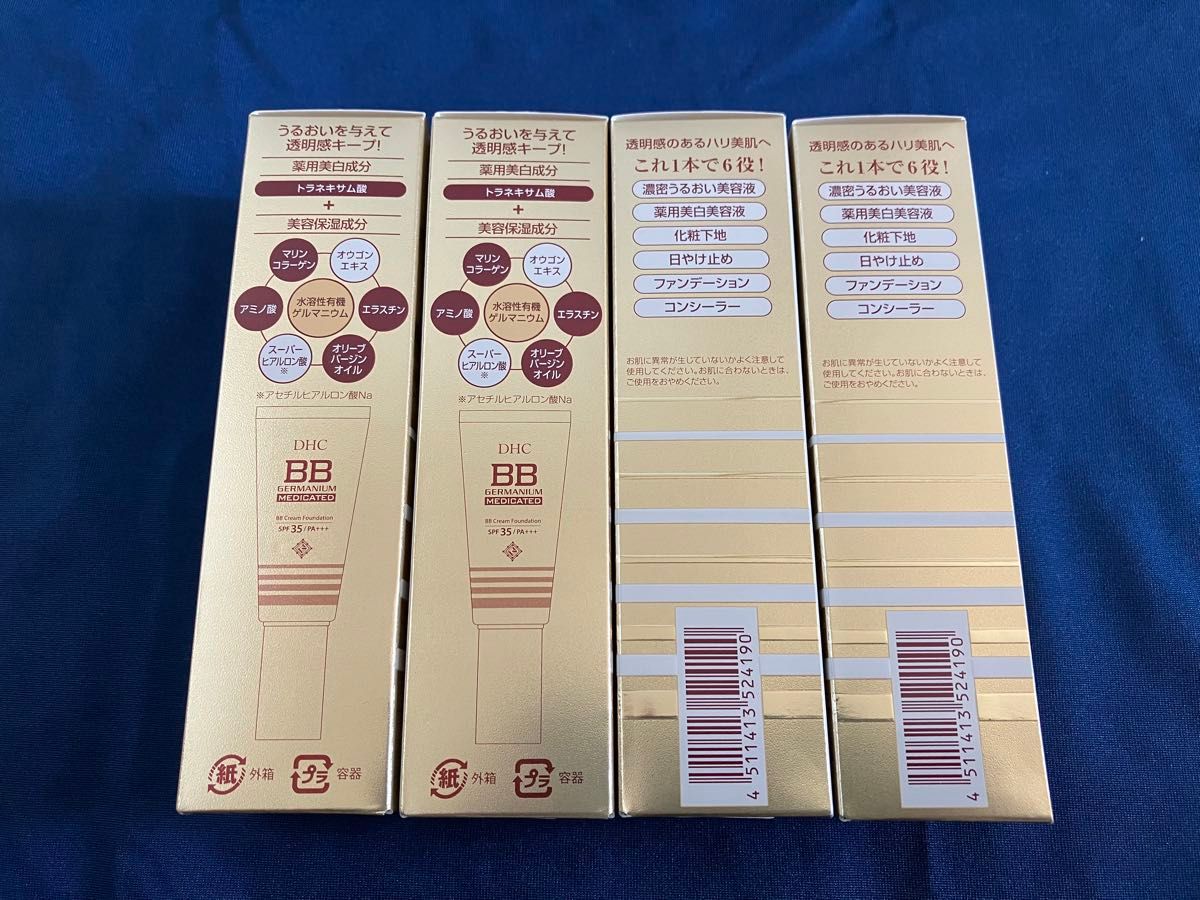 うるおいを与えて
透明感キープ!
薬用美白成分
トラネキサム酸
+
美容保湿成分
マリン
コラーゲン
オウゴン
エキス
アミノ酸
水溶性有機
ゲルマニウム
エラスチン
スーパー
ヒアルロン酸
※
オリーブ
バージン
オイル
※アセチルヒアルロン酸Na
DHC
BB
GERMANIUM
MEDICATED
BB Cream Foundation
SPF 35/PA+++
紙 外箱
プラ 容器
うるおいを与えて
透明感キープ!
薬用美白成分
トラネキサム酸
+
美容保湿成分
マリン
コラーゲン
オウゴン
エキス
アミノ酸
水溶性有機
ゲルマニウム
エラスチン
スーパー
ヒアルロン酸
※
オリーブ
バージン
オイル
※アセチルヒアルロン酸Na
DHC
BB
GERMANIUM
MEDICATED
BB Cream Foundation
SPF 35/PA+++
紙 外箱
プラ 容器
透明感のあるハリ美肌へ
これ1本で6役!
濃密うるおい美容液
薬用美白美容液
化粧下地
日やけ止め
ファンデーション
コンシーラー
お肌に異常が生じていないかよく注意して
使用してください。お肌に合わないときは、
ご使用をおやめください。
4 511413 524190
透明感のあるハリ美肌へ
これ1本で6役!
濃密うるおい美容液
薬用美白美容液
化粧下地
日やけ止め
ファンデーション
コンシーラー
お肌に異常が生じていないかよく注意して
使用してください。お肌に合わないときは、
ご使用をおやめください。
4 511413 524190